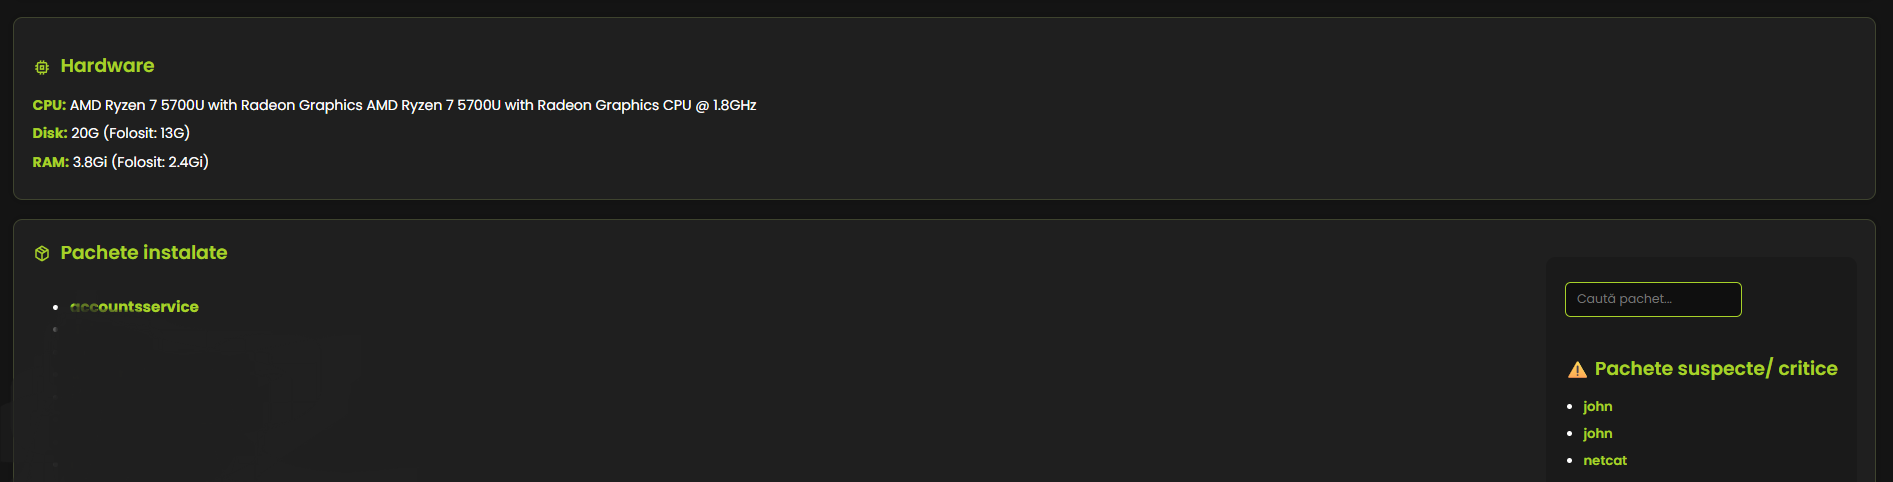 Hardware
CPU: AMD Ryzen 7 5700U with Radeon Graphics AMD Ryzen 7 5700U with Radeon Graphics CPU @ 1.8GHz
Disk: 20G (Folosit: 13G)
RAM: 3.8Gi (Folosit: 2.4Gi)
Pachete instalate
accountsservice
Caută pachet...
Pachete suspecte/ critice
john
john
netcat